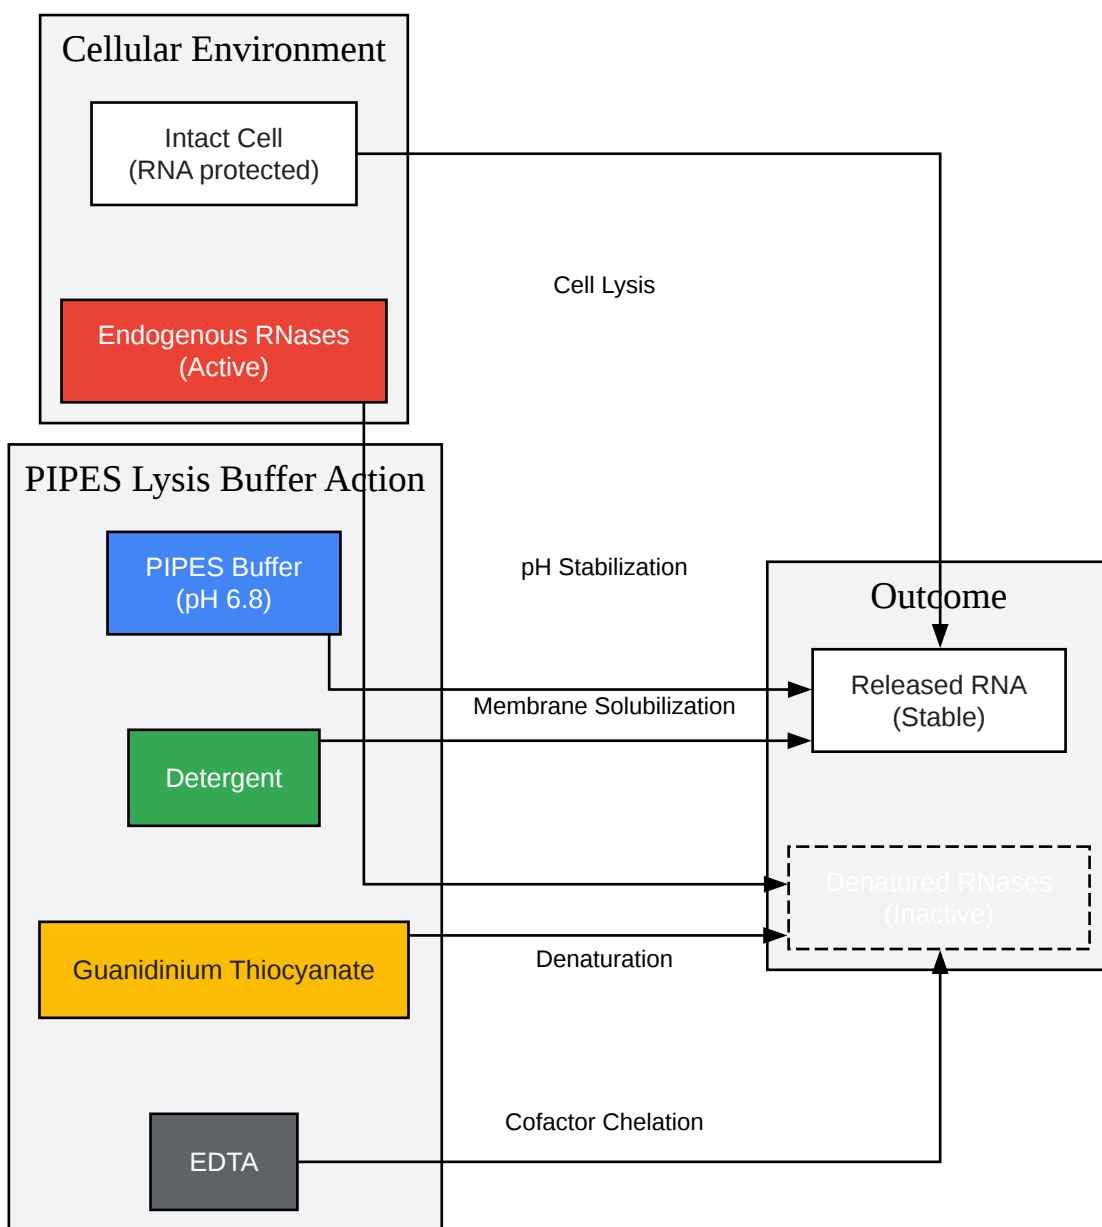 Cellular Environment
Intact Cell
(RNA protected)
Cell Lysis
Endogenous RNases
(Active)
PIPES Lysis Buffer Action
PIPES Buffer
(pH 6.8)
pH Stabilization
Outcome
Released RNA
(Stable)
Membrane Solubilization
Detergent
Denatured RNases
(Inactive)
Guanidinium Thiocyanate
Denaturation
Cofactor Chelation
EDTA